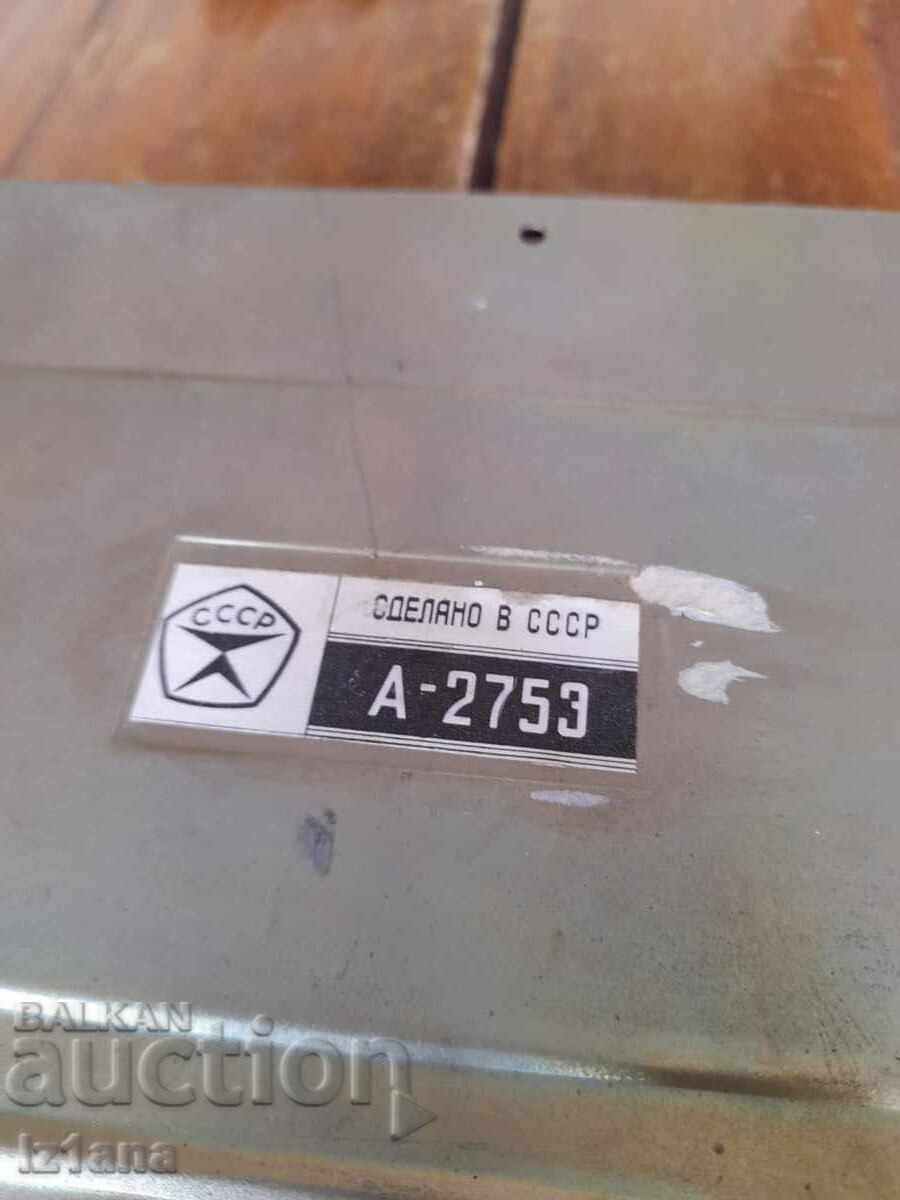 СССР
СДЕЛАНО В СССР
А-2753
BALKAN
auction
Iz1ana